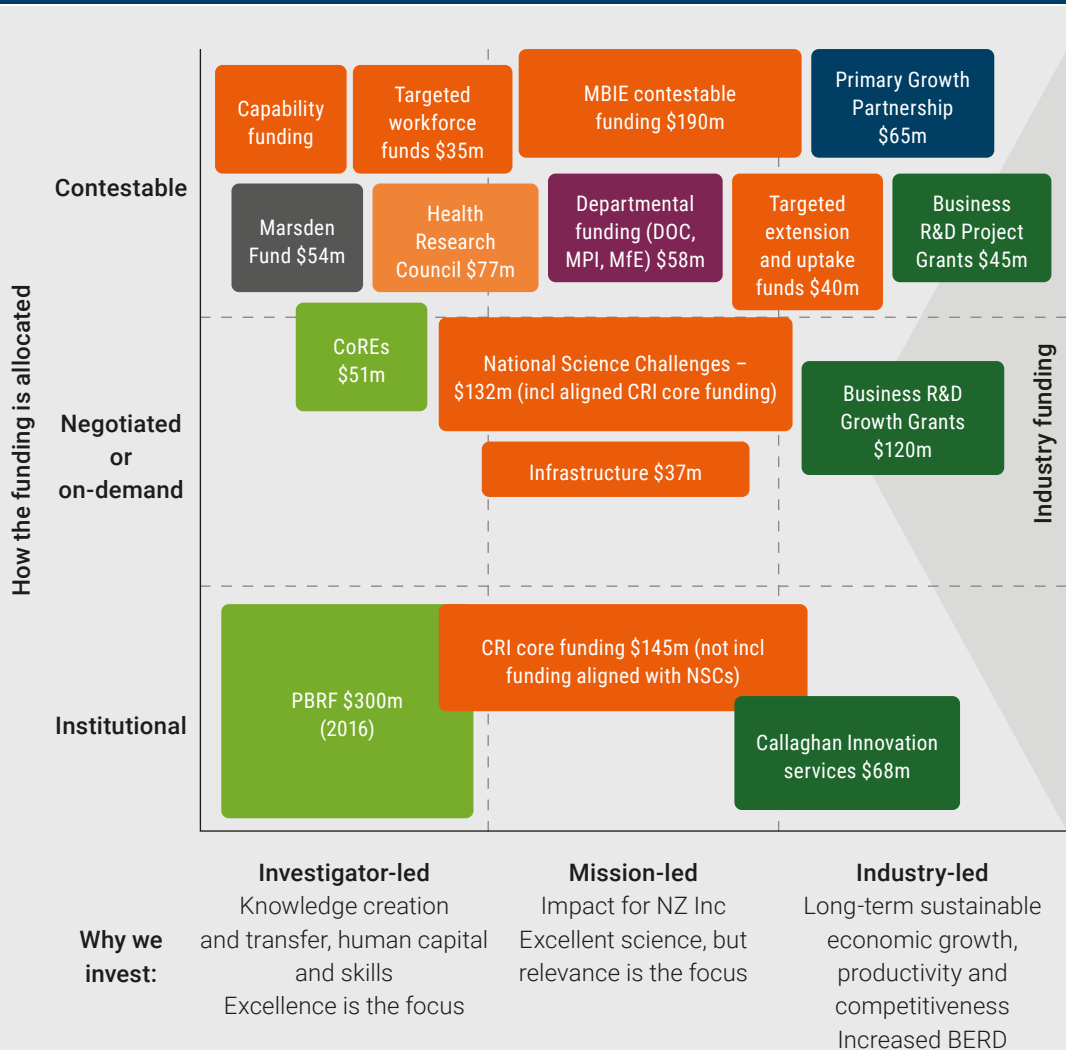 Capability
funding
Targeted
workforce
funds $35m
MBIE contestable
funding $190m
Primary Growth
Partnership
$65m
Contestable
Marsden
Fund $54m
Health
Research
Council $77m
Departmental
funding (DOC,
MPI, MfE) $58m
Targeted
extension
and uptake
funds $40m
Business
R&D Project
Grants $45m
How the funding is allocated
CoREs
$51m
National Science Challenges –
$132m (incl aligned CRI core funding)
Business R&D
Growth Grants
$120m
Industry funding
Negotiated
or
on-demand
Infrastructure $37m
Institutional
PBRF $300m
(2016)
CRI core funding $145m (not incl
funding aligned with NSCs)
Callaghan Innovation
services $68m
Why we
invest:
Investigator-led
Knowledge creation
and transfer, human capital
and skills
Excellence is the focus
Mission-led
Impact for NZ Inc
Excellent science, but
relevance is the focus
Industry-led
Long-term sustainable
economic growth,
productivity and
competitiveness
Increased BERD